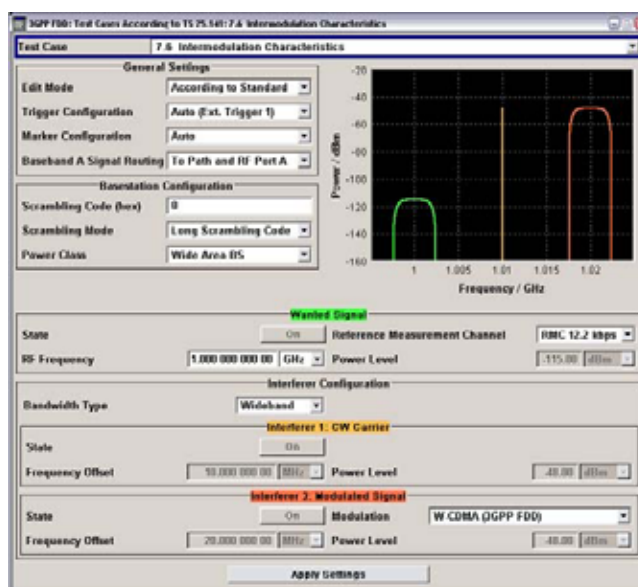 3GPP FDD: Test Cases According to TS 25.141: 7.6 Intermodulation Characteristics
Test Case 7.6 Intermodulation Characteristics
General Settings
Edit Mode According to Standard
Trigger Configuration Auto (Ext. Trigger 1)
Marker Configuration Auto
Baseband A Signal Routing To Path and RF Port A
Basestation Configuration
Scrambling Code (hex) 0
Scrambling Mode Long Scrambling Code
Power Class Wide Area BS
Power / dBm
-20
-40
-60
-80
-100
-120
-140
-160
1 1.005 1.01 1.015 1.02
Frequency / GHz
Wanted Signal
State On Reference Measurement Channel RMC 12.2 kbps
RF Frequency 1.000 000 000 00 GHz Power Level -115.00 dBm
Interferer Configuration
Bandwidth Type Wideband
Interferer 1: CW Carrier
State On
Frequency Offset 10.000 000 00 MHz Power Level -48.00 dBm
Interferer 2: Modulated Signal
State On Modulation W-CDMA (3GPP FDD)
Frequency Offset 20.000 000 00 MHz Power Level -48.00 dBm
Apply Settings